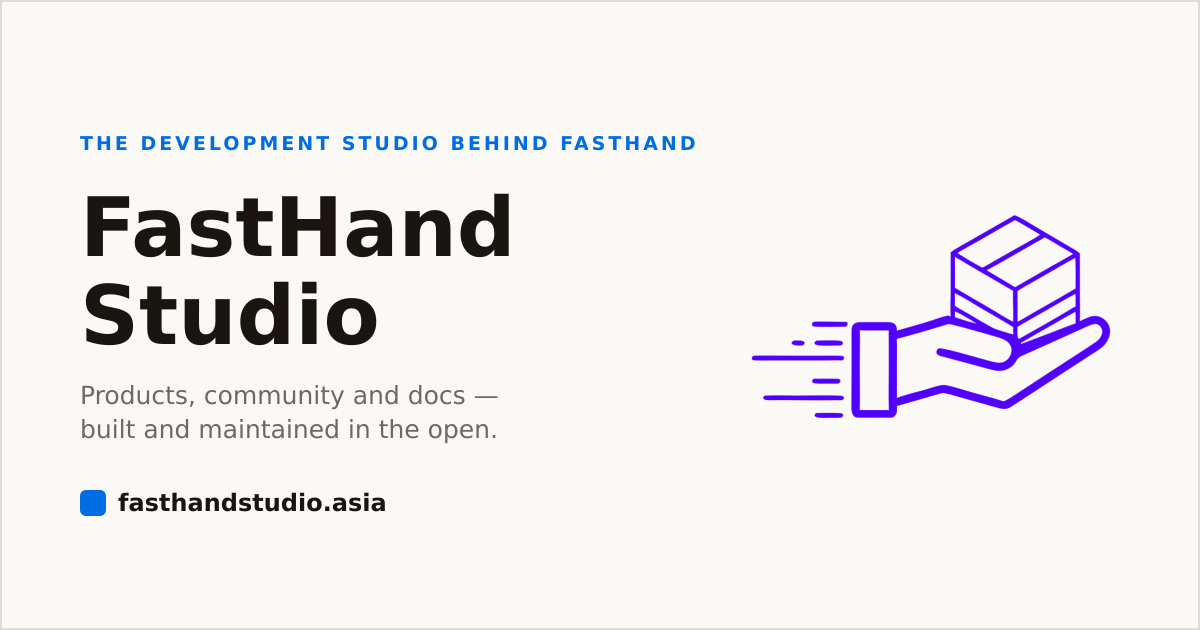 THE DEVELOPMENT STUDIO BEHIND FASTHAND
FastHand
Studio
Products, community and docs —
built and maintained in the open.
fasthandstudio.asia